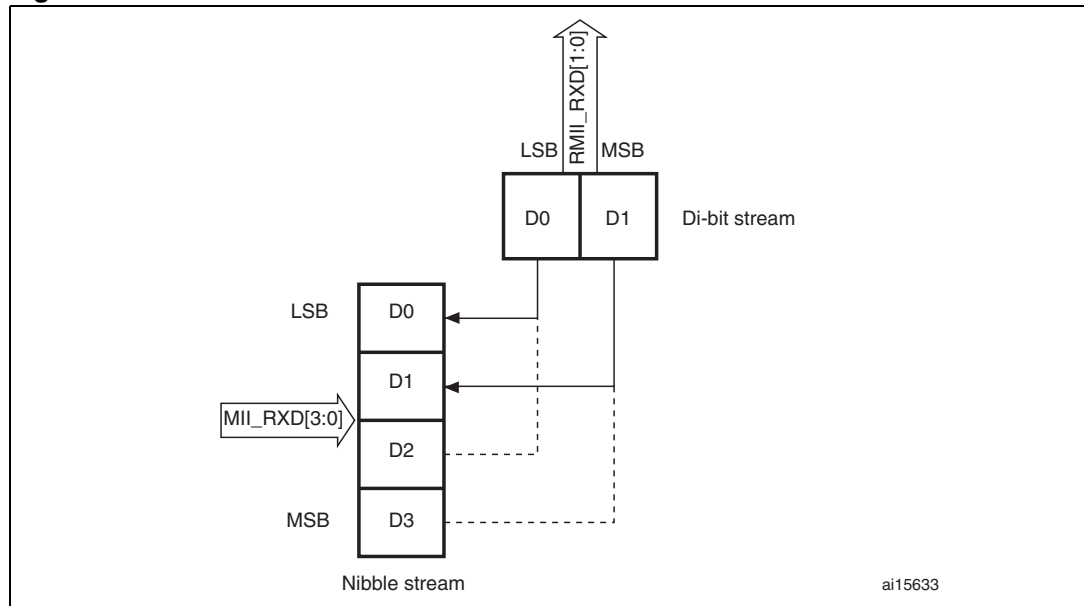 RMII_RXD[1:0]
LSB MSB
D0 D1 Di-bit stream
LSB D0
D1
MII_RXD[3:0]
D2
MSB D3
Nibble stream
ai15633